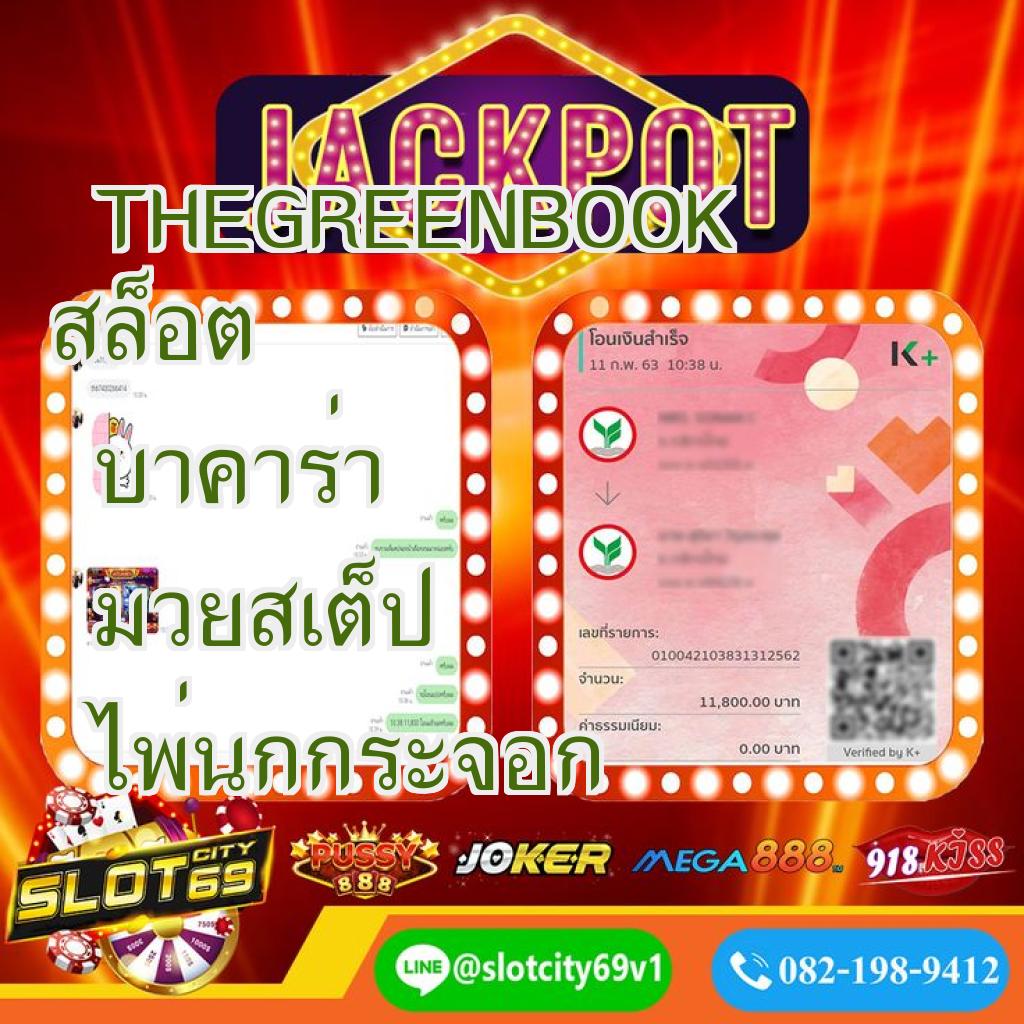 JACKPOT
THEGREENBOOK
สล็อต
บาคาร่า
มวยสเต็ป
ไพ่นกกระจอก
โอนเงินสำเร็จ
11 ก.พ. 63 10:38 น.
K+
เลขที่รายการ:
010042103831312562
จำนวน:
11,800.00 บาท
ค่าธรรมเนียม:
0.00 บาท
Verified by K+
SLOT CITY 69
PUSSY 888
JOKER
MEGA888
918KISS
LINE @slotcity69v1
082-198-9412